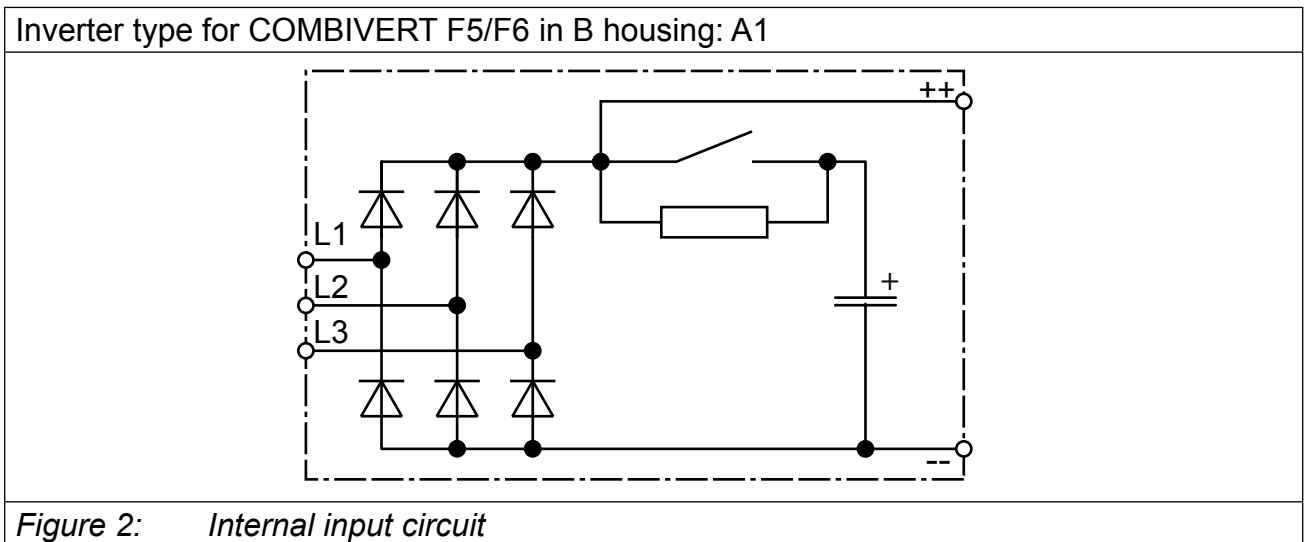 Inverter type for COMBIVERT F5/F6 in B housing: A1
++
L1
L2
L3
+
--
Figure 2: Internal input circuit